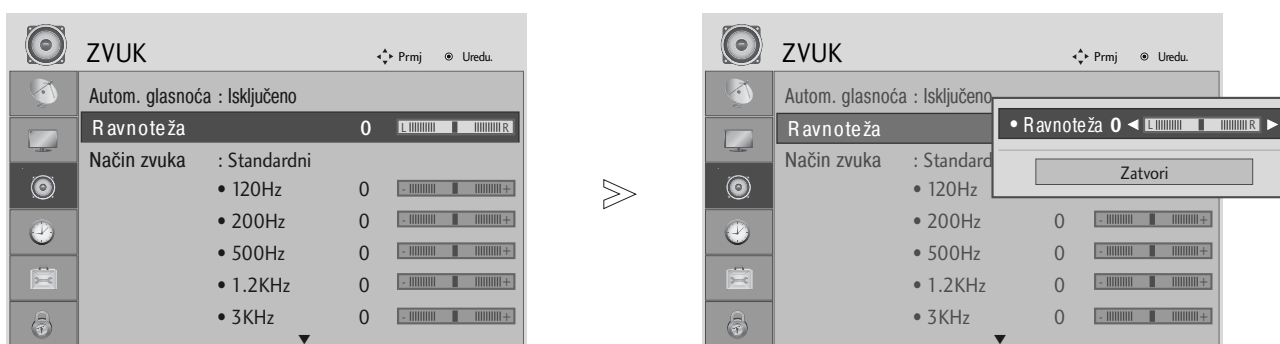 ZVUK
Prmj Uredu.
Autom. glasnoća : Isključeno
Ravnoteža 0 L R
Način zvuka : Standardni
• 120Hz 0 - +
• 200Hz 0 - +
• 500Hz 0 - +
• 1.2KHz 0 - +
• 3KHz 0 - +
ZVUK
Prmj Uredu.
Autom. glasnoća : Isključeno
Ravnoteža
• Ravnoteža 0 ◄ L R ►
Zatvori
Način zvuka : Standard
• 120Hz
• 200Hz 0 - +
• 500Hz 0 - +
• 1.2KHz 0 - +
• 3KHz 0 - +